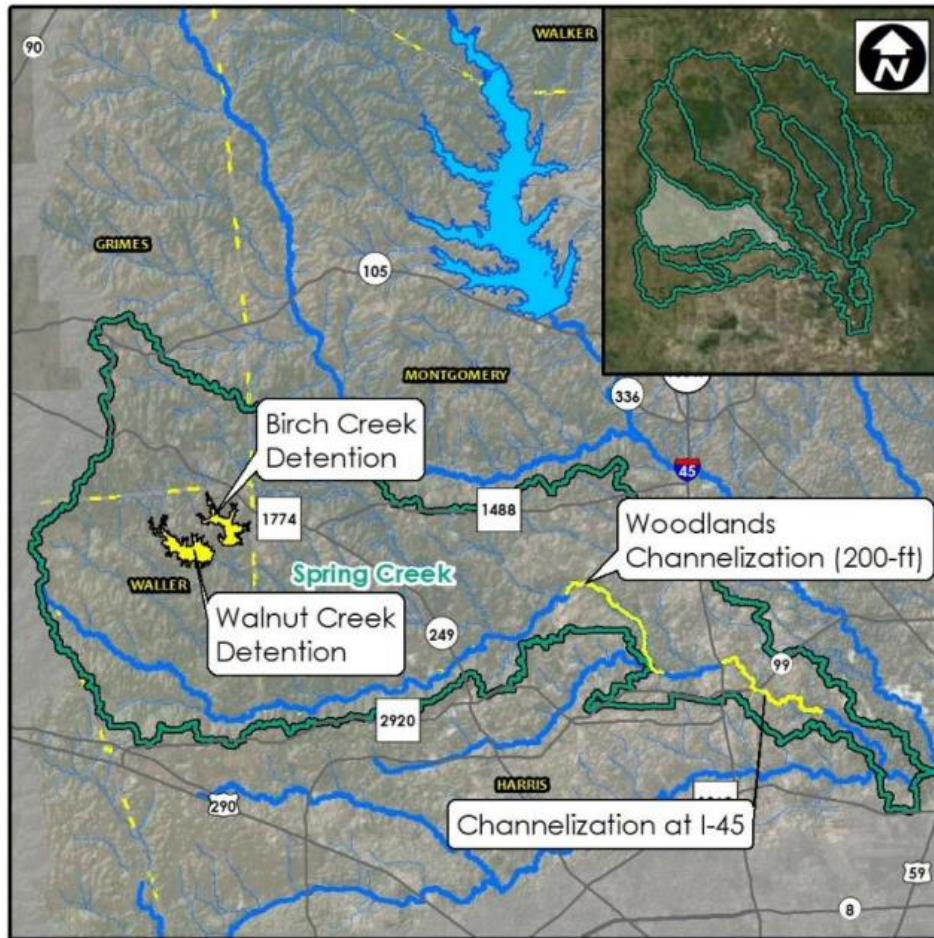 90
WALKER
N
GRIMES
105
MONTGOMERY
336
45
Birch Creek
Detention
1774
1488
Woodlands
Channelization (200-ft)
Spring Creek
WALLER
Walnut Creek
Detention
249
99
2920
HARRIS
290
Channelization at I-45
59
8